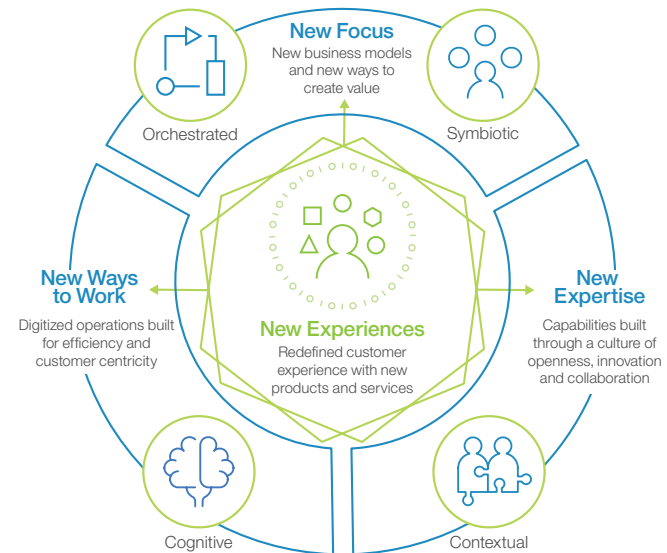 New Focus
New business models
and new ways to
create value
Orchestrated
Symbiotic
New Ways
to Work
Digitized operations built
for efficiency and
customer centricity
New Experiences
Redefined customer
experience with new
products and services
New
Expertise
Capabilities built
through a culture of
openness, innovation
and collaboration
Cognitive
Contextual